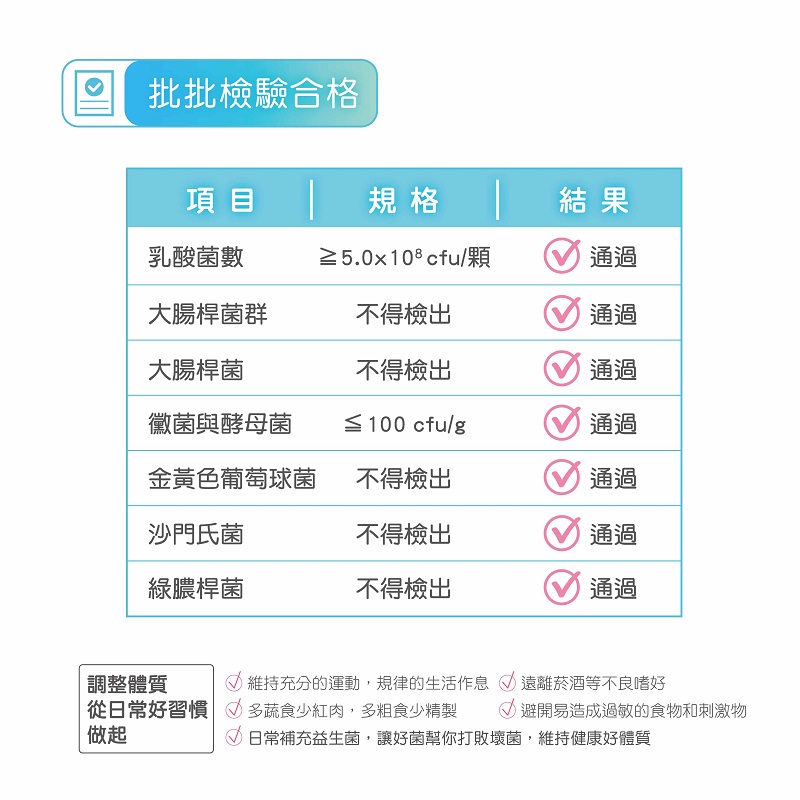 批批檢驗合格
項目 規格 結果
乳酸菌數 ≧5.0x10⁸cfu/顆 通過
大腸桿菌群 不得檢出 通過
大腸桿菌 不得檢出 通過
黴菌與酵母菌 ≦100 cfu/g 通過
金黃色葡萄球菌 不得檢出 通過
沙門氏菌 不得檢出 通過
綠膿桿菌 不得檢出 通過
調整體質
從日常好習慣
做起
維持充分的運動，規律的生活作息 遠離菸酒等不良嗜好
多蔬食少紅肉，多粗食少精製 避開易造成過敏的食物和刺激物
日常補充益生菌，讓好菌幫你打敗壞菌，維持健康好體質